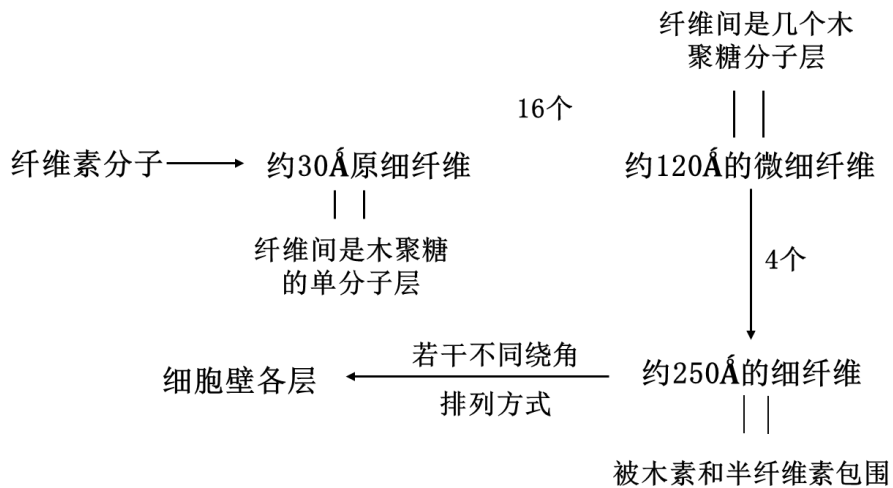 纤维间是几个木
聚糖分子层
16个
纤维素分子
约30Å原细纤维
约120Å的微细纤维
纤维间是木聚糖
的单分子层
4个
若干不同绕角
细胞壁各层
约250Å的细纤维
排列方式
被木素和半纤维素包围